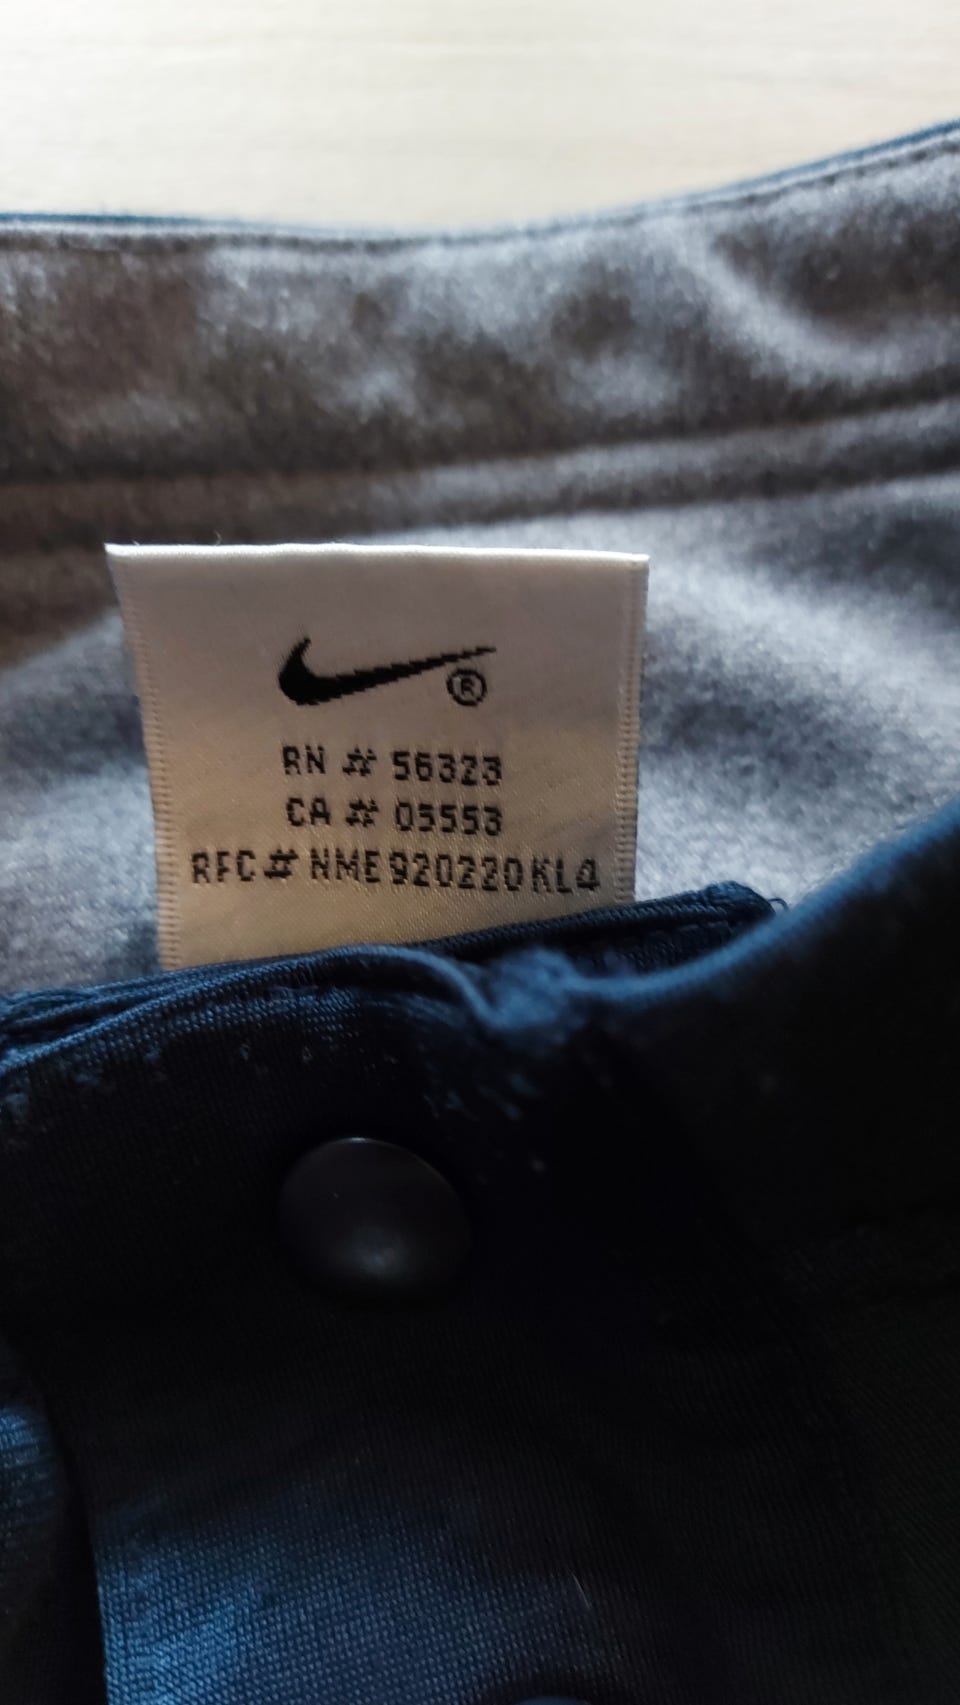 ®
RN # 56323
CA # 05553
RFC # NME920220KL4